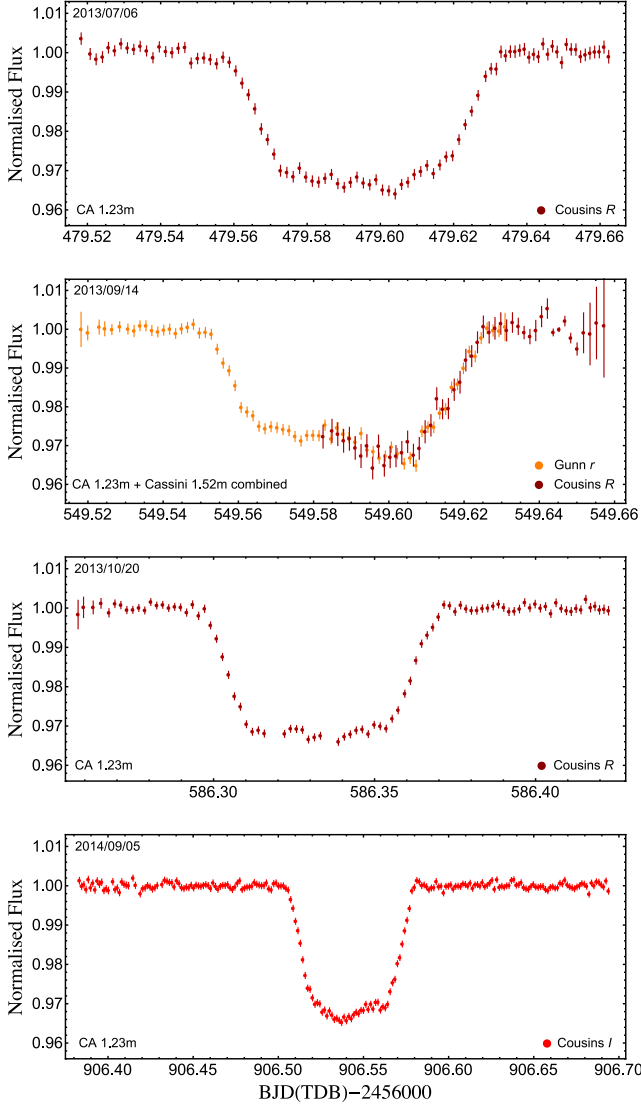 2013/07/06
1.01
1.00
0.99
0.98
0.97
0.96
Normalised Flux
CA 1.23m
Cousins R
479.52 479.54 479.56 479.58 479.60 479.62 479.64 479.66
2013/09/14
1.01
1.00
0.99
0.98
0.97
0.96
Normalised Flux
Gunn r
CA 1.23m + Cassini 1.52m combined
Cousins R
549.52 549.54 549.56 549.58 549.60 549.62 549.64 549.66
2013/10/20
1.01
1.00
0.99
0.98
0.97
0.96
Normalised Flux
CA 1.23m
Cousins R
586.30 586.35 586.40
2014/09/05
1.01
1.00
0.99
0.98
0.97
0.96
Normalised Flux
CA 1.23m
Cousins I
906.40 906.45 906.50 906.55 906.60 906.65 906.70
BJD(TDB)−2456000